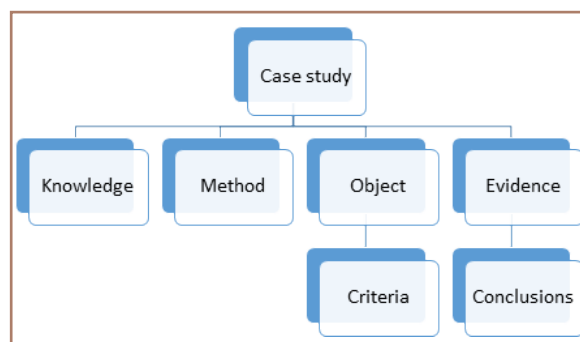 Case study
Knowledge
Method
Object
Evidence
Criteria
Conclusions